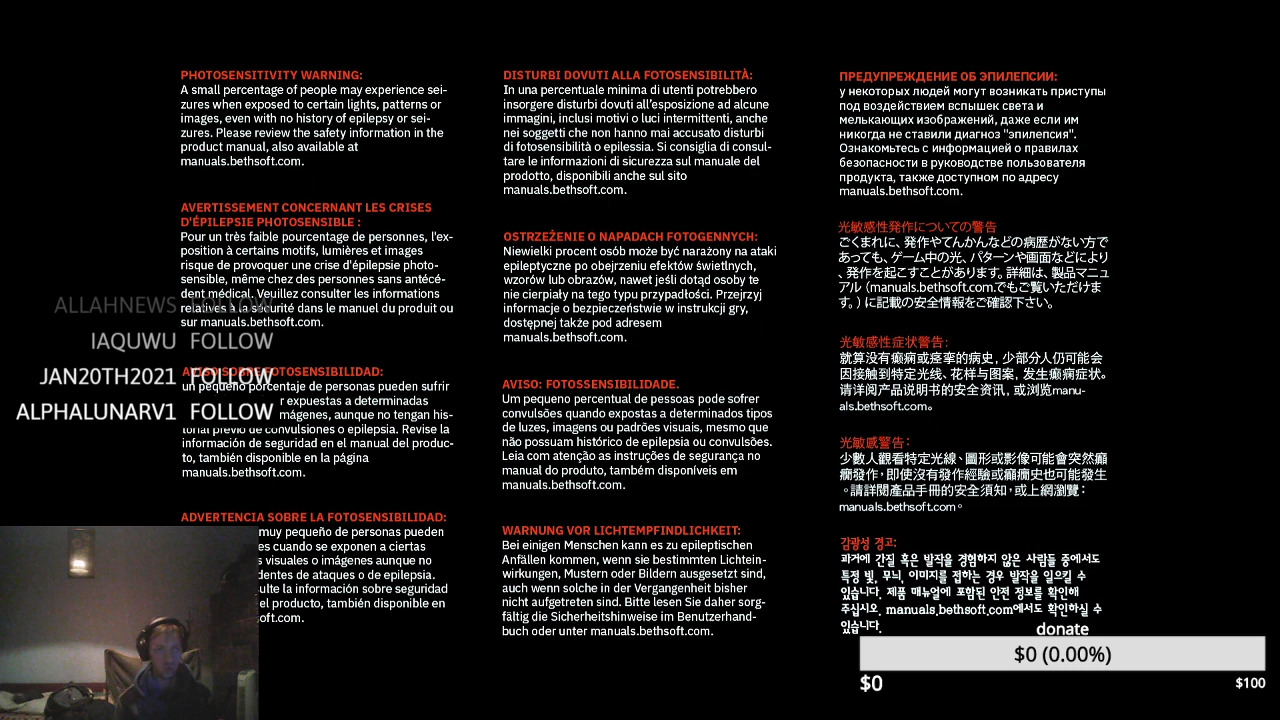 PHOTOSENSITIVITY WARNING:
A small percentage of people may experience sei-
zures when exposed to certain lights, patterns or
images, even with no history of epilepsy or sei-
zures. Please review the safety information in the
product manual, also available at
manuals.bethsoft.com.
AVERTISSEMENT CONCERNANT LES CRISES
D'ÉPILEPSIE PHOTOSENSIBLE :
Pour un très faible pourcentage de personnes, l'ex-
position à certains motifs, lumières et images
risque de provoquer une crise d'épilepsie photo-
sensible, même chez des personnes sans antécé-
dent médical. Veuillez consulter les informations
relatives à la sécurité dans le manuel du produit ou
sur manuals.bethsoft.com.
AVISO SOBRE FOTOSENSIBILIDAD:
un pequeño porcentaje de personas pueden sufrir
r expuestas a determinadas
mágenes, aunque no tengan his-
torial previo de convulsiones o epilepsia. Revise la
información de seguridad en el manual del produc-
to, también disponible en la página
manuals.bethsoft.com.
ADVERTENCIA SOBRE LA FOTOSENSIBILIDAD:
muy pequeño de personas pueden
es cuando se exponen a ciertas
s visuales o imágenes aunque no
dentes de ataques o de epilepsia.
ulte la información sobre seguridad
el producto, también disponible en
ft.com.
ALLAHNEWS FOLLOW
IAQUWU FOLLOW
JAN20TH2021 FOLLOW
ALPHALUNARV1 FOLLOW
DISTURBI DOVUTI ALLA FOTOSENSIBILITÀ:
In una percentuale minima di utenti potrebbero
insorgere disturbi dovuti all'esposizione ad alcune
immagini, inclusi motivi o luci intermittenti, anche
nei soggetti che non hanno mai accusato disturbi
di fotosensibilità o epilessia. Si consiglia di consul-
tare le informazioni di sicurezza sul manuale del
prodotto, disponibili anche sul sito
manuals.bethsoft.com.
OSTRZEŻENIE O NAPADACH FOTOGENNYCH:
Niewielki procent osób może być narażony na ataki
epileptyczne po obejrzeniu efektów świetlnych,
wzorów lub obrazów, nawet jeśli dotąd osoby te
nie cierpiały na tego typu przypadłości. Przejrzyj
informacje o bezpieczeństwie w instrukcji gry,
dostępnej także pod adresem
manuals.bethsoft.com.
AVISO: FOTOSSENSIBILIDADE.
Um pequeno percentual de pessoas pode sofrer
convulsões quando expostas a determinados tipos
de luzes, imagens ou padrões visuais, mesmo que
não possuam histórico de epilepsia ou convulsões.
Leia com atenção as instruções de segurança no
manual do produto, também disponíveis em
manuals.bethsoft.com.
WARNUNG VOR LICHTEMPFINDLICHKEIT:
Bei einigen Menschen kann es zu epileptischen
Anfällen kommen, wenn sie bestimmten Lichtein-
wirkungen, Mustern oder Bildern ausgesetzt sind,
auch wenn solche in der Vergangenheit bisher
nicht aufgetreten sind. Bitte lesen Sie daher sorg-
fältig die Sicherheitshinweise im Benutzerhand-
buch oder unter manuals.bethsoft.com.
ПРЕДУПРЕЖДЕНИЕ ОБ ЭПИЛЕПСИИ:
у некоторых людей могут возникать приступы
под воздействием вспышек света и
мелькающих изображений, даже если им
никогда не ставили диагноз "эпилепсия".
Ознакомьтесь с информацией о правилах
безопасности в руководстве пользователя
продукта, также доступном по адресу
manuals.bethsoft.com.
光敏感性発作についての警告
ごくまれに、発作やてんかんなどの病歴がない方で
あっても、ゲーム中の光、パターンや画面などにより
、発作を起こすことがあります。詳細は、製品マニュ
アル (manuals.bethsoft.comでもご覧いただけま
す。) に記載の安全情報をご確認下さい。
光敏感性症状警告：
就算没有癫痫或痉挛的病史，少部分人仍可能会
因接触到特定光线、花样与图案，发生癫痫症状。
请详阅产品说明书的安全资讯，或浏览manu-
als.bethsoft.com。
光敏感警告：
少數人觀看特定光線、圖形或影像可能會突然癲
癇發作，即使沒有發作經驗或癲癇史也可能發生
。請詳閱產品手冊的安全須知，或上網瀏覽：
manuals.bethsoft.com。
감광성 경고:
과거에 간질 혹은 발작을 경험하지 않은 사람들 중에서도
특정 빛, 무늬, 이미지를 접하는 경우 발작을 일으킬 수
있습니다. 제품 매뉴얼에 포함된 안전 정보를 확인해
주십시오. manuals.bethsoft.com에서도 확인하실 수
있습니다.
donate
$0 (0.00%)
$0 $100